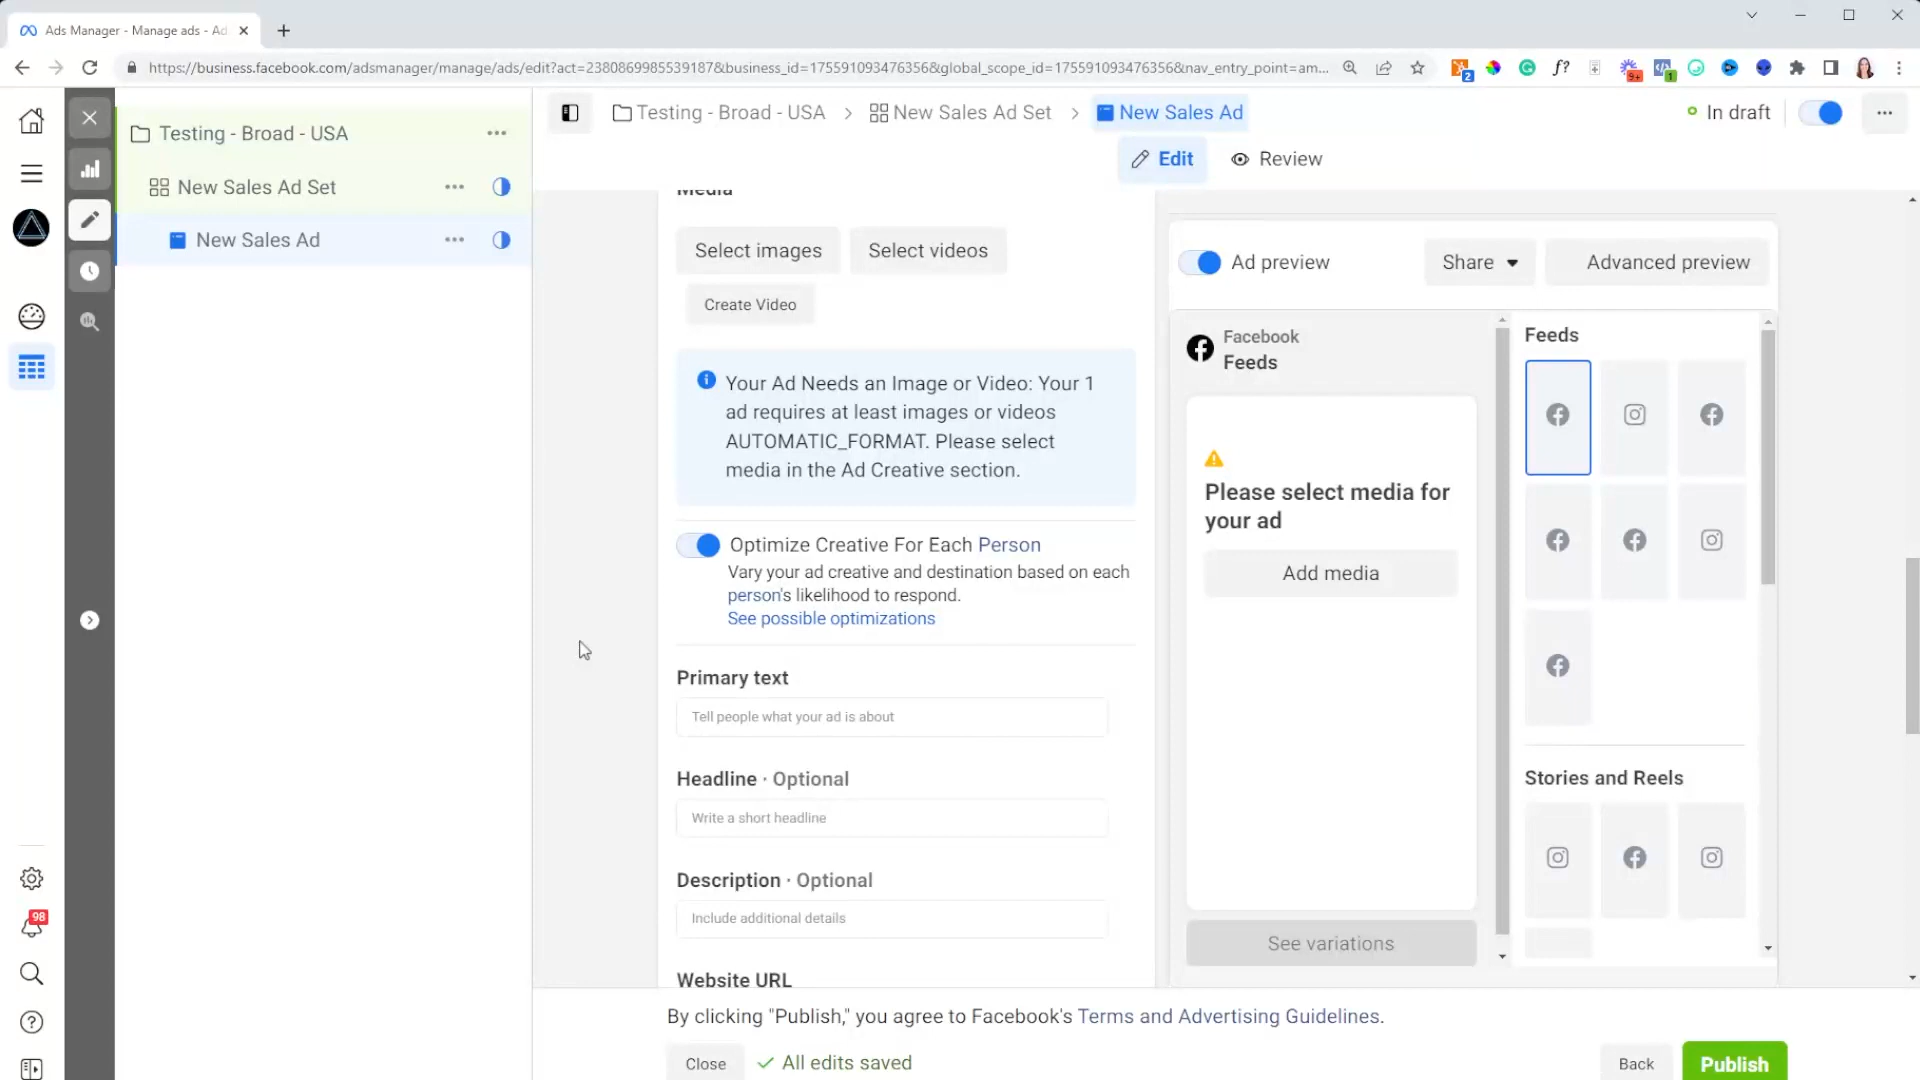 Ads Manager - Manage ads - Ad
https://business.facebook.com/adsmanager/manage/ads/edit?act=2380869985539187&business_id=175591093476356&global_scope_id=175591093476356&nav_entry_point=am...
2
f?
9+
1
Testing - Broad - USA
New Sales Ad Set
New Sales Ad
Testing - Broad - USA > New Sales Ad Set > New Sales Ad
In draft
Edit
Review
Media
Select images
Select videos
Create Video
Your Ad Needs an Image or Video: Your 1
ad requires at least images or videos
AUTOMATIC_FORMAT. Please select
media in the Ad Creative section.
Optimize Creative For Each Person
Vary your ad creative and destination based on each
person's likelihood to respond.
See possible optimizations
Primary text
Tell people what your ad is about
Headline · Optional
Write a short headline
Description · Optional
Include additional details
Website URL
Ad preview
Share
Advanced preview
Facebook
Feeds
Please select media for
your ad
Add media
See variations
Feeds
Stories and Reels
98
By clicking "Publish," you agree to Facebook's Terms and Advertising Guidelines.
Close
All edits saved
Back
Publish